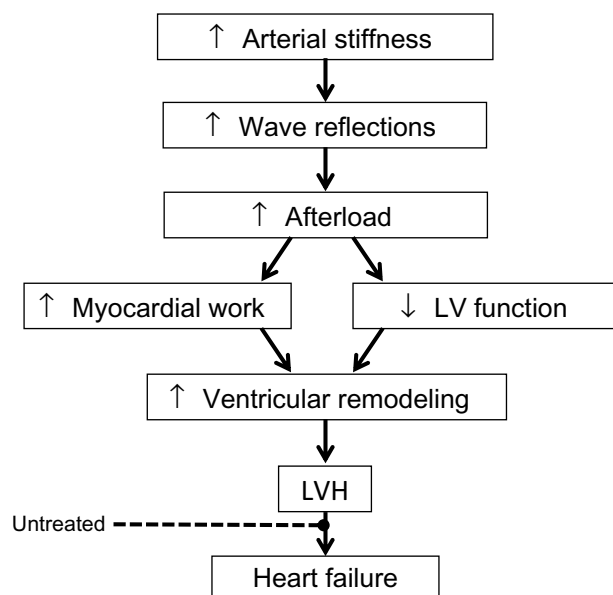 ↑ Arterial stiffness
↑ Wave reflections
↑ Afterload
↑ Myocardial work
↓ LV function
↑ Ventricular remodeling
LVH
Untreated
Heart failure